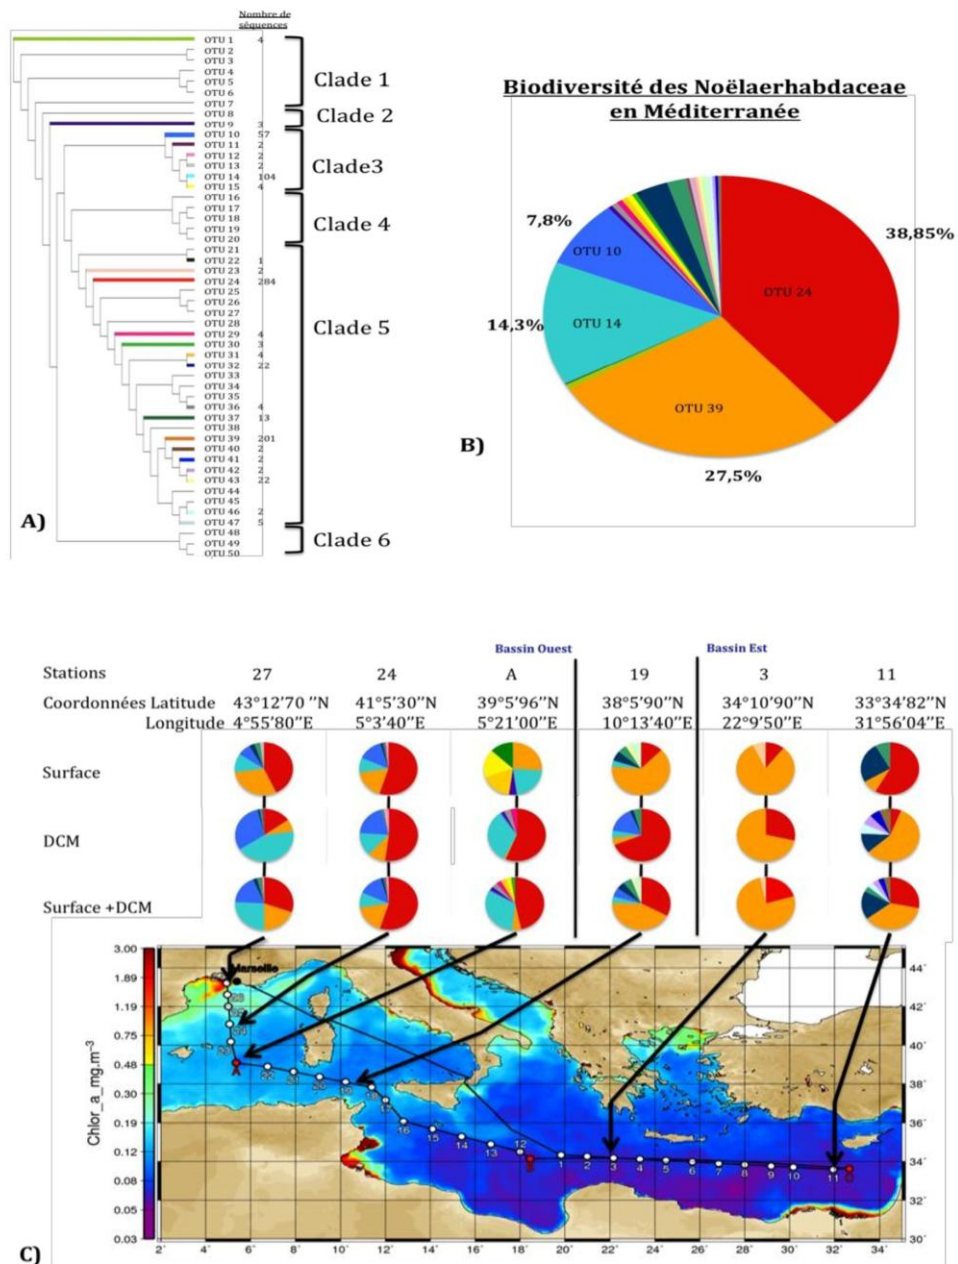 Nombre de
séquences
OTU 1 4
OTU 2
OTU 3
OTU 4
OTU 5
OTU 6
OTU 7
OTU 8
OTU 9 3
OTU 10 57
OTU 11 2
OTU 12 2
OTU 13 2
OTU 14 104
OTU 15 4
OTU 16
OTU 17
OTU 18
OTU 19
OTU 20
OTU 21
OTU 22 1
OTU 23 2
OTU 24 284
OTU 25
OTU 26
OTU 27
OTU 28
OTU 29 4
OTU 30 3
OTU 31 4
OTU 32 22
OTU 33
OTU 34
OTU 35
OTU 36 4
OTU 37 13
OTU 38
OTU 39 201
OTU 40 2
OTU 41 2
OTU 42 2
OTU 43 22
OTU 44
OTU 45
OTU 46 2
OTU 47 5
OTU 48
OTU 49
OTU 50
Clade 1
Clade 2
Clade3
Clade 4
Clade 5
Clade 6
A)
Biodiversité des Noëlaerhabdaceae
en Méditerranée
7,8%
38,85%
OTU 10
OTU 24
14,3%
OTU 14
OTU 39
B)
27,5%
Bassin Ouest Bassin Est
Stations 27 24 A 19 3 11
Coordonnées Latitude 43°12'70 ''N 41°5'30''N 39°5'96''N 38°5'90''N 34°10'90''N 33°34'82''N
Longitude 4°55'80''E 5°3'40''E 5°21'00''E 10°13'40''E 22°9'50''E 31°56'04''E
Surface
DCM
Surface +DCM
Chlor_a_mg.m⁻³
3.00
1.89
1.19
0.75
0.48
0.30
0.19
0.12
0.08
0.05
0.03
Marseille
A
16 15 14 13 12
1 2 3 4 5 6 7 8 9 10 11
44°
42°
40°
38°
36°
34°
32°
30°
2° 4° 6° 8° 10° 12° 14° 16° 18° 20° 22° 24° 26° 28° 30° 32° 34°
C)